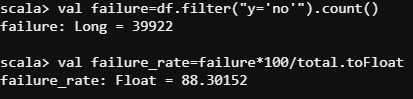 scala> val failure=df.filter("y='no'").count()
failure: Long = 39922
scala> val failure_rate=failure*100/total.toFloat
failure_rate: Float = 88.30152